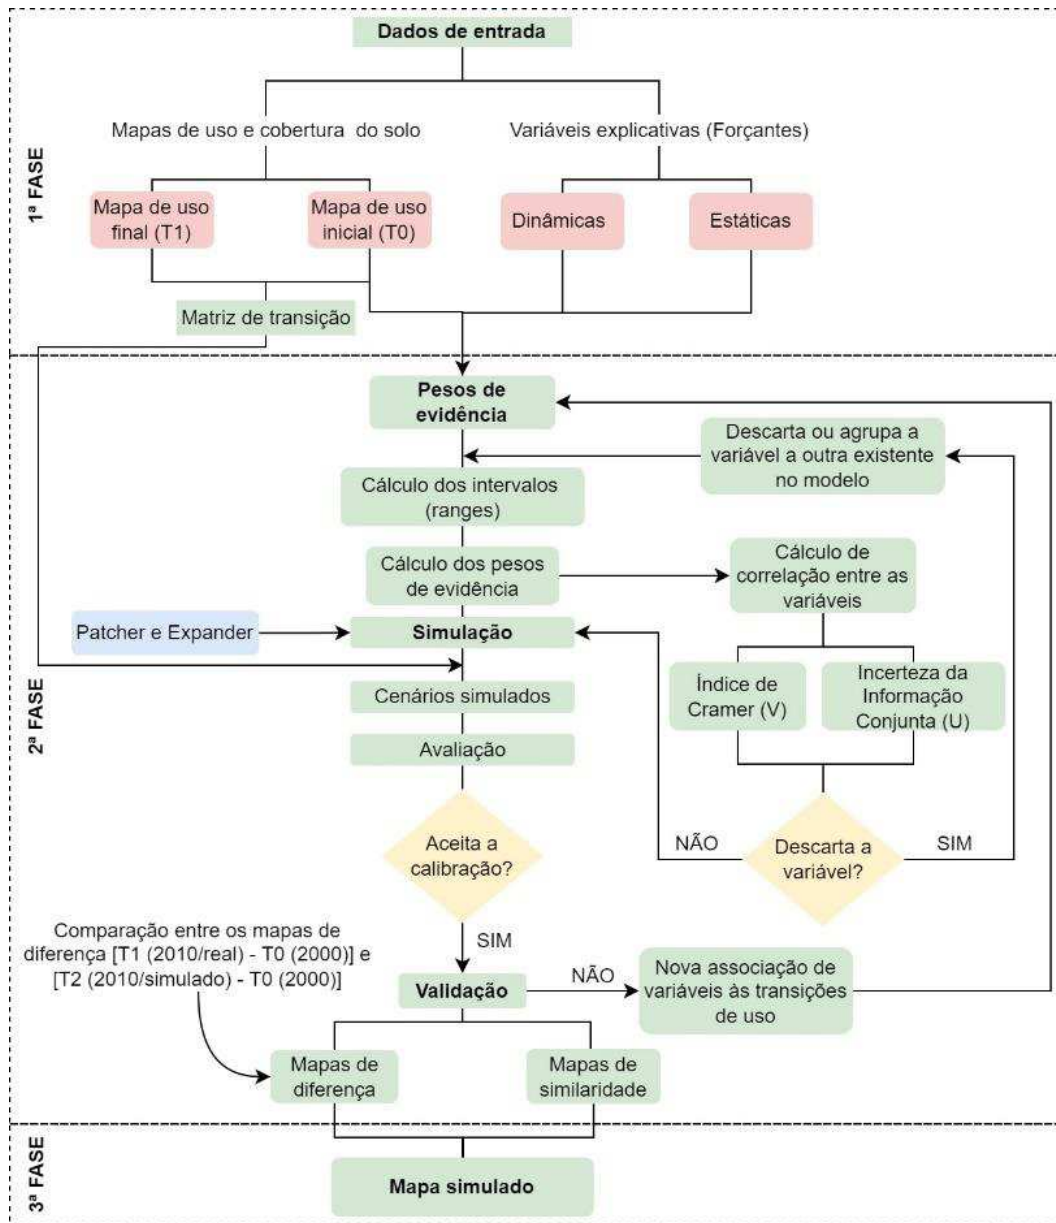 Dados de entrada
Mapas de uso e cobertura do solo
Variáveis explicativas (Forçantes)
1ª FASE
Mapa de uso
final (T1)
Mapa de uso
inicial (T0)
Dinâmicas
Estáticas
Matriz de transição
Pesos de
evidência
Descarta ou agrupa a
variável a outra existente
no modelo
Cálculo dos intervalos
(ranges)
Cálculo dos pesos
de evidência
Cálculo de
correlação entre as
variáveis
Patcher e Expander
Simulação
2ª FASE
Cenários simulados
Índice de
Cramer (V)
Incerteza da
Informação
Conjunta (U)
Avaliação
Aceita a
calibração?
NÃO
Descarta a
variável?
SIM
SIM
Comparação entre os mapas de
diferença [T1 (2010/real) - T0 (2000)] e
[T2 (2010/simulado) - T0 (2000)]
Validação
NÃO
Nova associação de
variáveis às transições
de uso
Mapas de
diferença
Mapas de
similaridade
3ª FASE
Mapa simulado